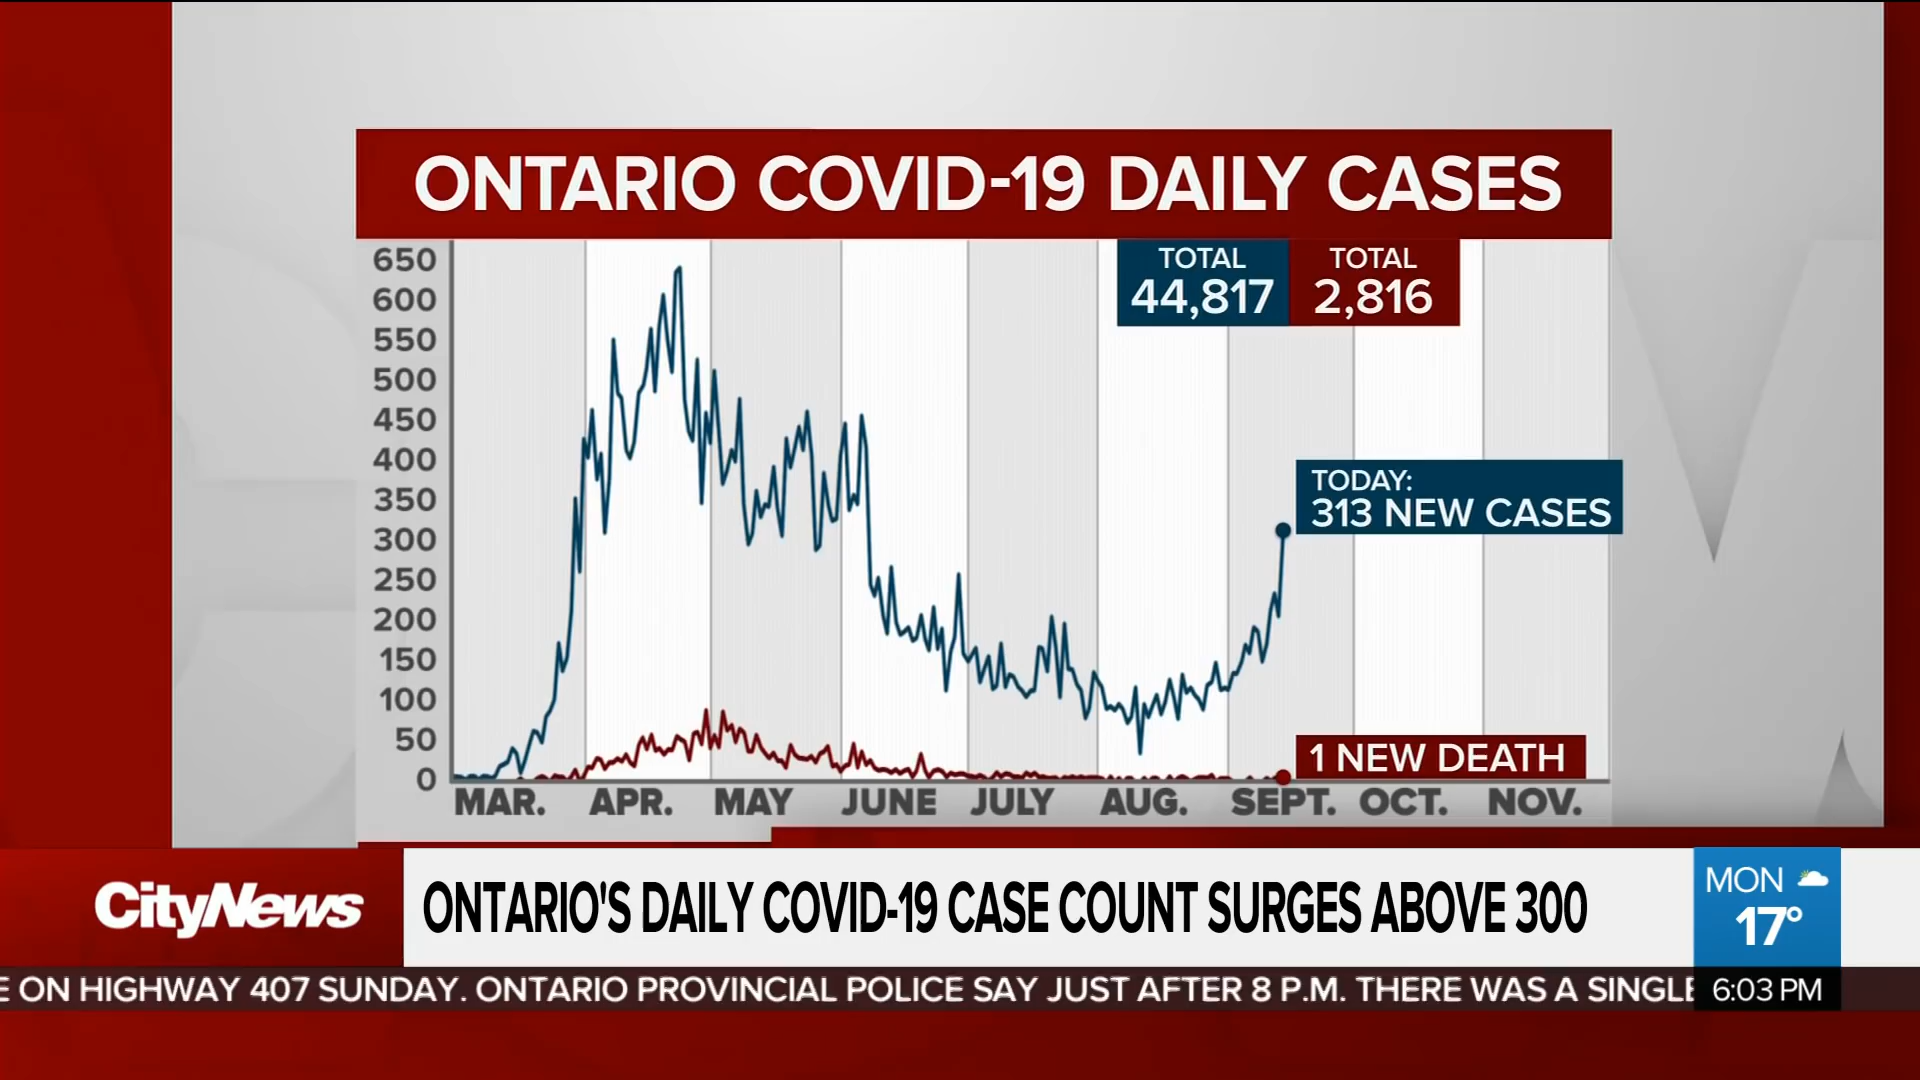 ONTARIO COVID-19 DAILY CASES
TOTAL
44,817
TOTAL
2,816
650
600
550
500
450
400
350
300
250
200
150
100
50
0
TODAY:
313 NEW CASES
1 NEW DEATH
MAR. APR. MAY JUNE JULY AUG. SEPT. OCT. NOV.
CityNews
ONTARIO'S DAILY COVID-19 CASE COUNT SURGES ABOVE 300
MON
17°
E ON HIGHWAY 407 SUNDAY. ONTARIO PROVINCIAL POLICE SAY JUST AFTER 8 P.M. THERE WAS A SINGLE
6:03 PM